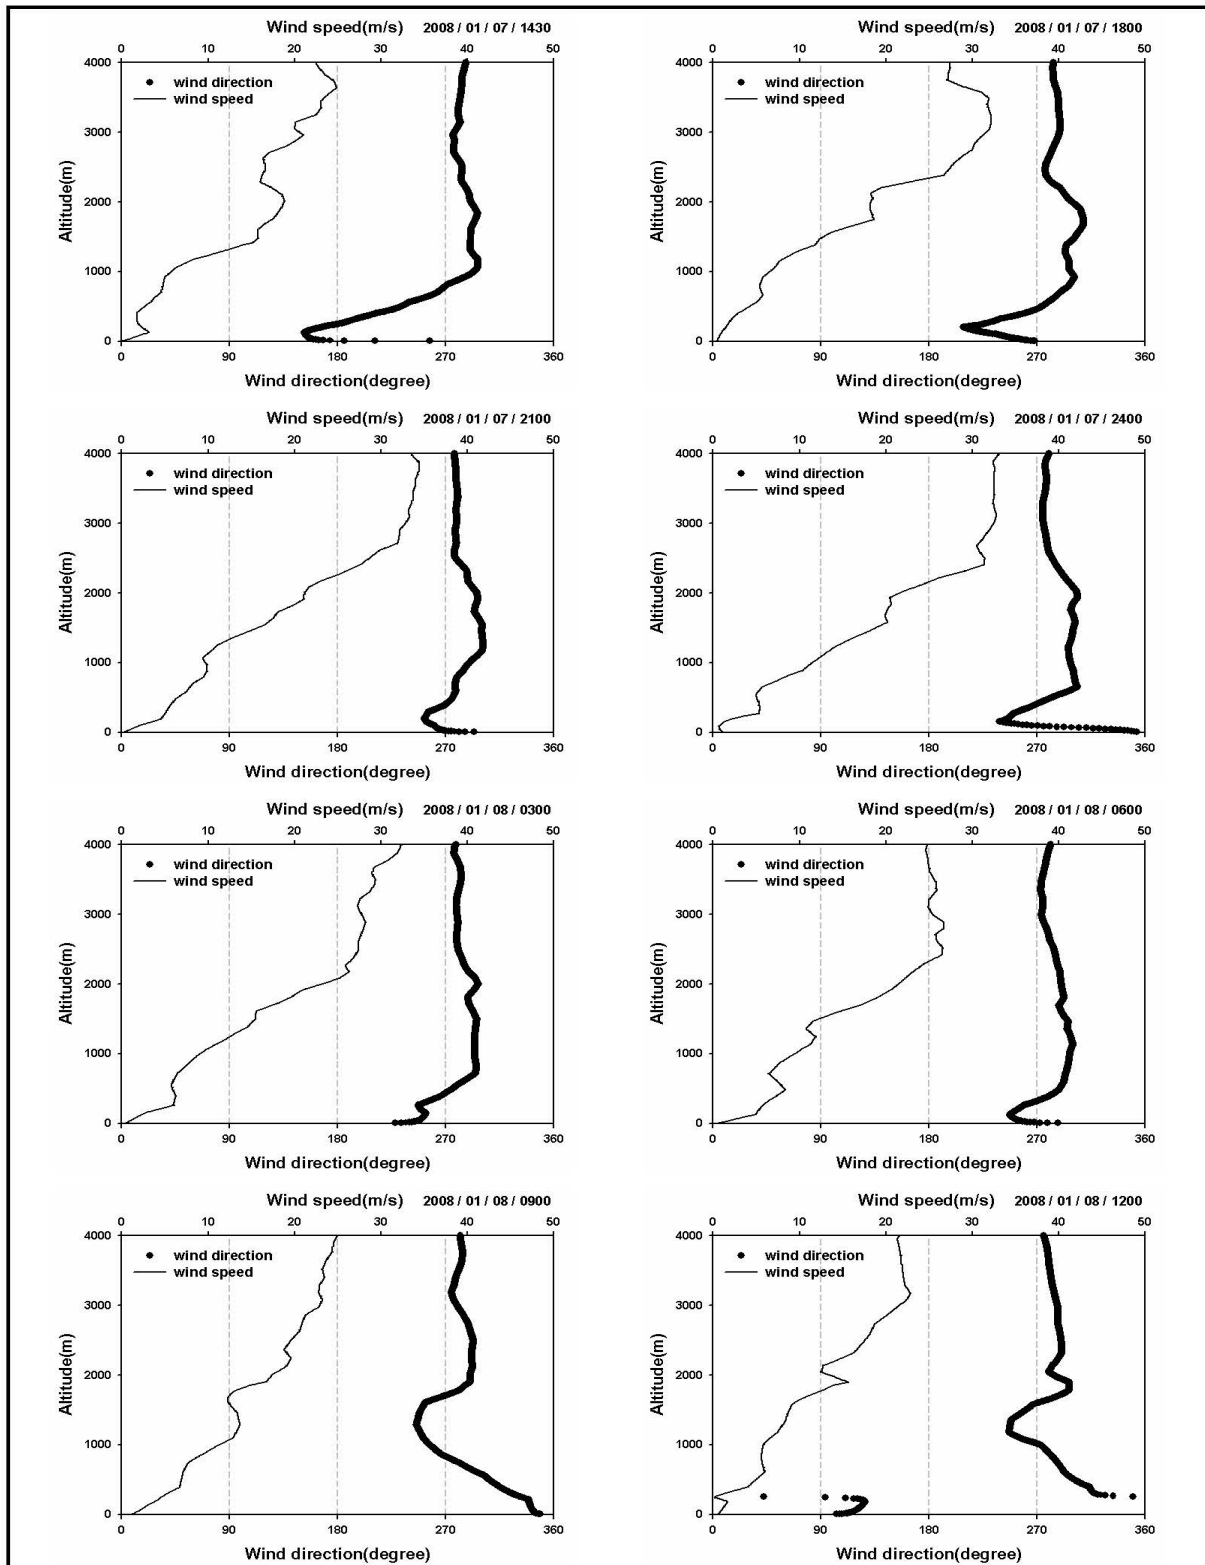 Wind speed(m/s) 2008 / 01 / 07 / 1430
0 10 20 30 40 50
4000
wind direction
wind speed
3000
Altitude(m)
2000
1000
0
0 90 180 270 360
Wind direction(degree)
Wind speed(m/s) 2008 / 01 / 07 / 1800
0 10 20 30 40 50
4000
wind direction
wind speed
3000
Altitude(m)
2000
1000
0
0 90 180 270 360
Wind direction(degree)
Wind speed(m/s) 2008 / 01 / 07 / 2100
0 10 20 30 40 50
4000
wind direction
wind speed
3000
Altitude(m)
2000
1000
0
0 90 180 270 360
Wind direction(degree)
Wind speed(m/s) 2008 / 01 / 07 / 2400
0 10 20 30 40 50
4000
wind direction
wind speed
3000
Altitude(m)
2000
1000
0
0 90 180 270 360
Wind direction(degree)
Wind speed(m/s) 2008 / 01 / 08 / 0300
0 10 20 30 40 50
4000
wind direction
wind speed
3000
Altitude(m)
2000
1000
0
0 90 180 270 360
Wind direction(degree)
Wind speed(m/s) 2008 / 01 / 08 / 0600
0 10 20 30 40 50
4000
wind direction
wind speed
3000
Altitude(m)
2000
1000
0
0 90 180 270 360
Wind direction(degree)
Wind speed(m/s) 2008 / 01 / 08 / 0900
0 10 20 30 40 50
4000
wind direction
wind speed
3000
Altitude(m)
2000
1000
0
0 90 180 270 360
Wind direction(degree)
Wind speed(m/s) 2008 / 01 / 08 / 1200
0 10 20 30 40 50
4000
wind direction
wind speed
3000
Altitude(m)
2000
1000
0
0 90 180 270 360
Wind direction(degree)